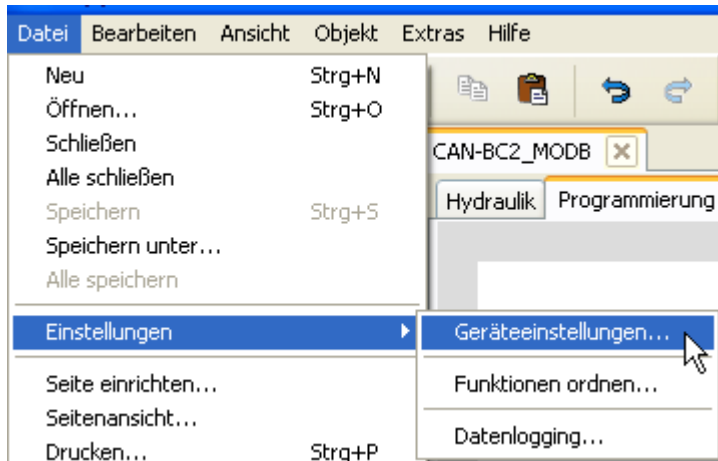 Datei Bearbeiten Ansicht Objekt Extras Hilfe
Neu Strg+N
Öffnen... Strg+O
Schließen
Alle schließen
Speichern Strg+S
Speichern unter...
Alle speichern
Einstellungen
Seite einrichten...
Seitenansicht...
Drucken... Strg+P
CAN-BC2_MODB
Hydraulik Programmierung
Geräteeinstellungen...
Funktionen ordnen...
Datenlogging...